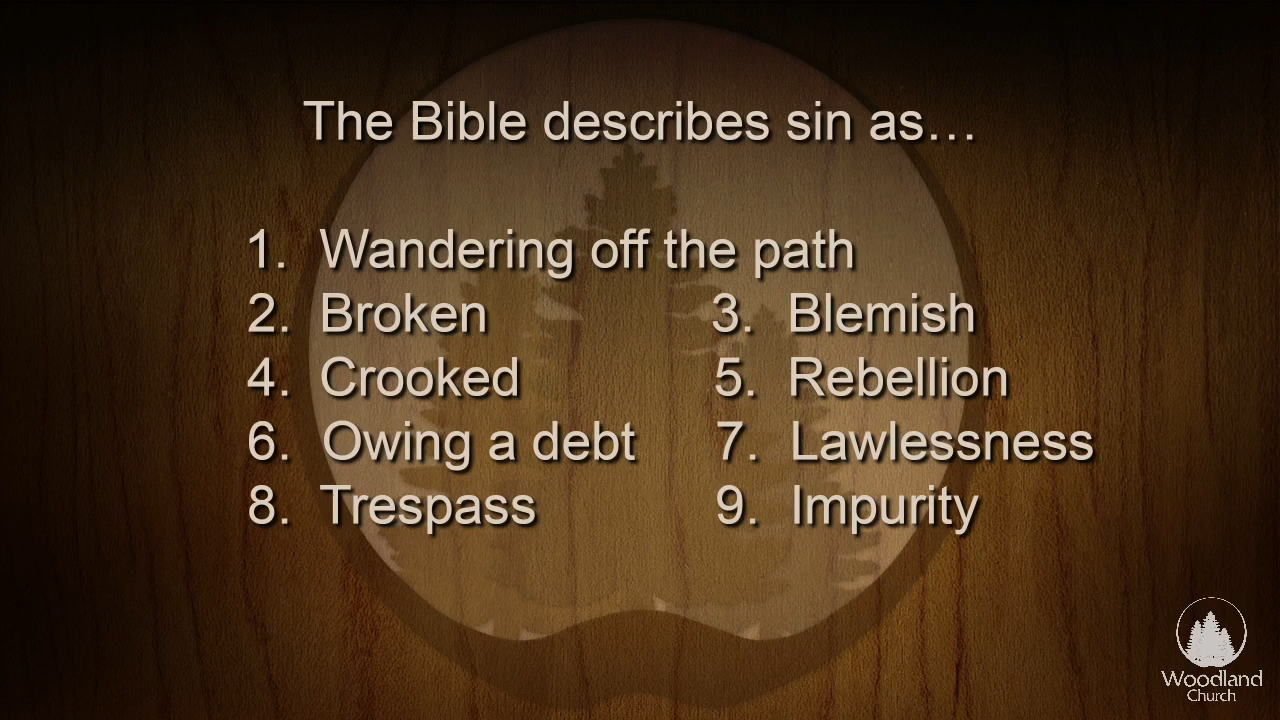 The Bible describes sin as…
1. Wandering off the path
2. Broken 3. Blemish
4. Crooked 5. Rebellion
6. Owing a debt 7. Lawlessness
8. Trespass 9. Impurity
Woodland
Church